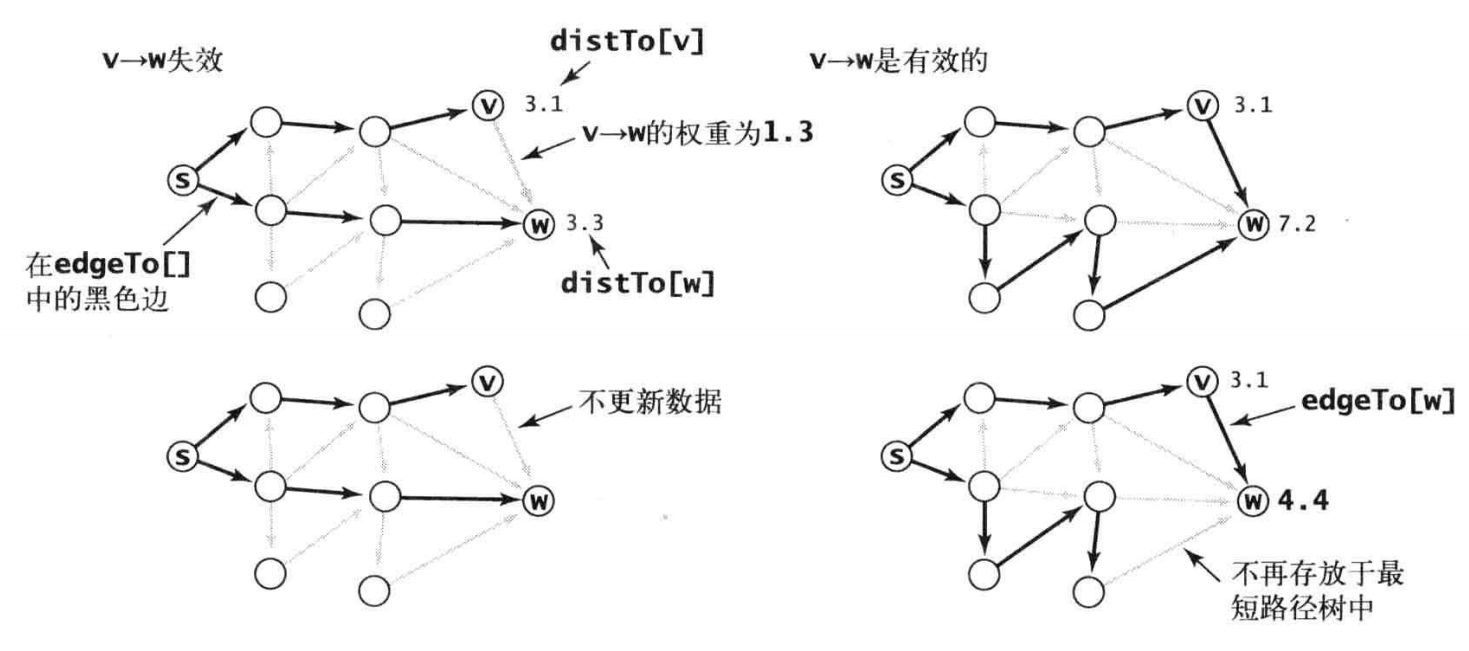 v→w失效
distTo[v]
v 3.1
v→w的权重为1.3
s
w 3.3
在edgeTo[]
中的黑色边
distTo[w]
v→w是有效的
v 3.1
s
w 7.2
v
不更新数据
s
w
v 3.1
edgeTo[w]
s
w 4.4
不再存放于最
短路径树中